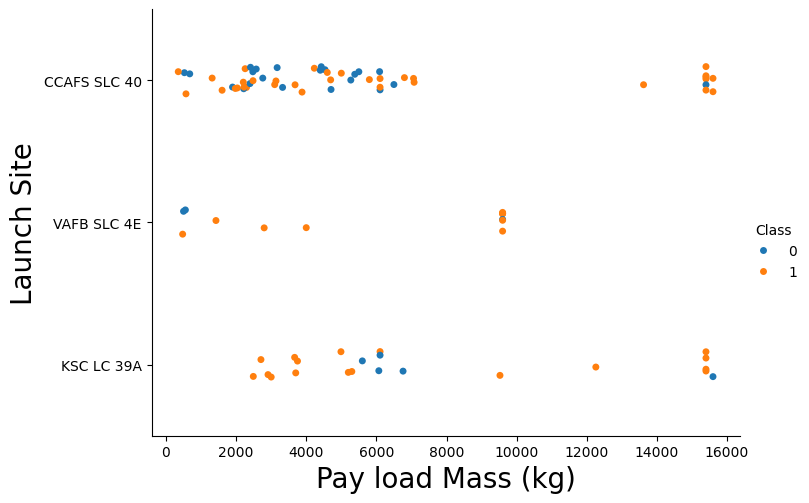 CCAFS SLC 40
VAFB SLC 4E
KSC LC 39A
Launch Site
0 2000 4000 6000 8000 10000 12000 14000 16000
Pay load Mass (kg)
Class
0
1